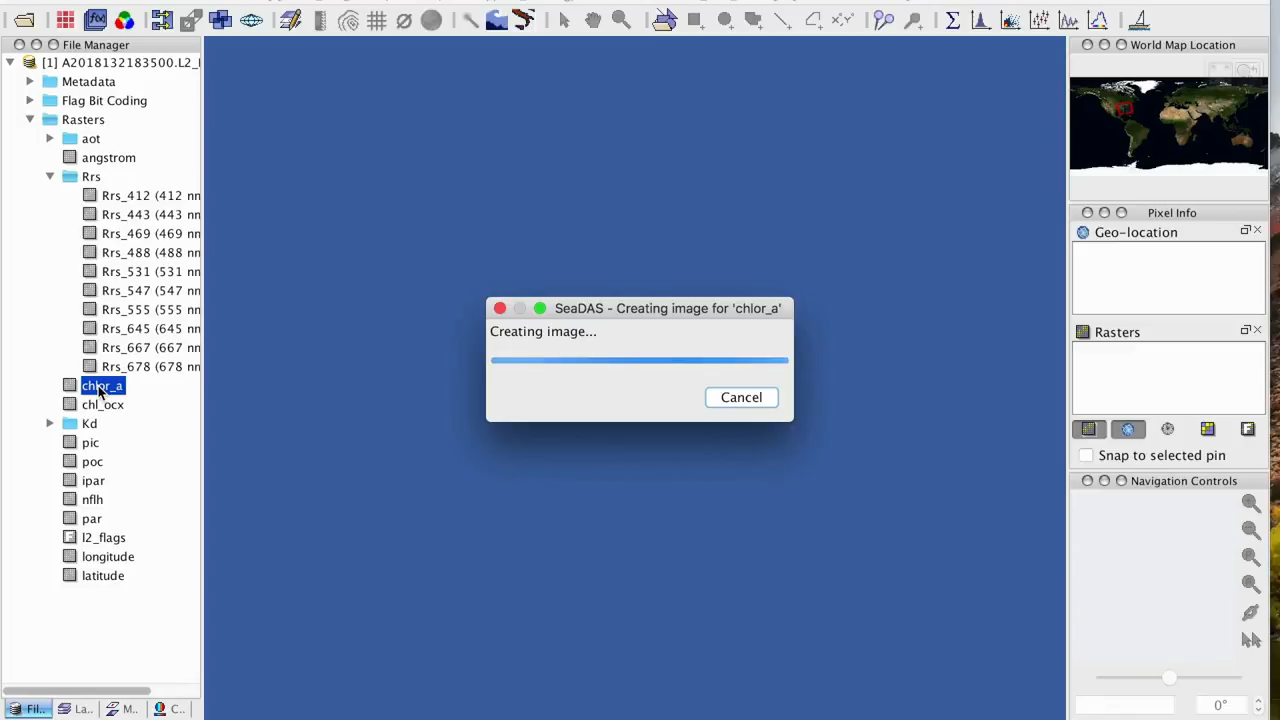 File Manager
[1] A2018132183500.L2_
Metadata
Flag Bit Coding
Rasters
aot
angstrom
Rrs
Rrs_412 (412 nn
Rrs_443 (443 nn
Rrs_469 (469 nn
Rrs_488 (488 nn
Rrs_531 (531 nn
Rrs_547 (547 nn
Rrs_555 (555 nn
Rrs_645 (645 nn
Rrs_667 (667 nn
Rrs_678 (678 nn
chlor_a
chl_ocx
Kd
pic
poc
ipar
nflh
par
l2_flags
longitude
latitude
Fil...
La...
M...
C...
SeaDAS - Creating image for 'chlor_a'
Creating image...
Cancel
World Map Location
Pixel Info
Geo-location
Rasters
Snap to selected pin
Navigation Controls
0°